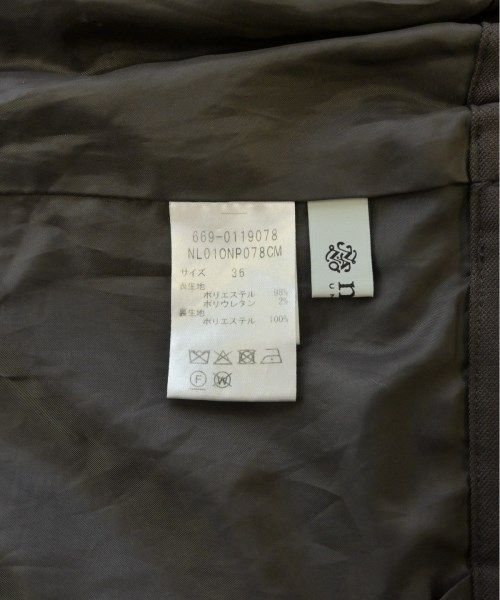 669-0119078
NL010NP078CM
サイズ 36
表生地
ポリエステル 98%
ポリウレタン 2%
裏生地
ポリエステル 100%
F
W
n
UN